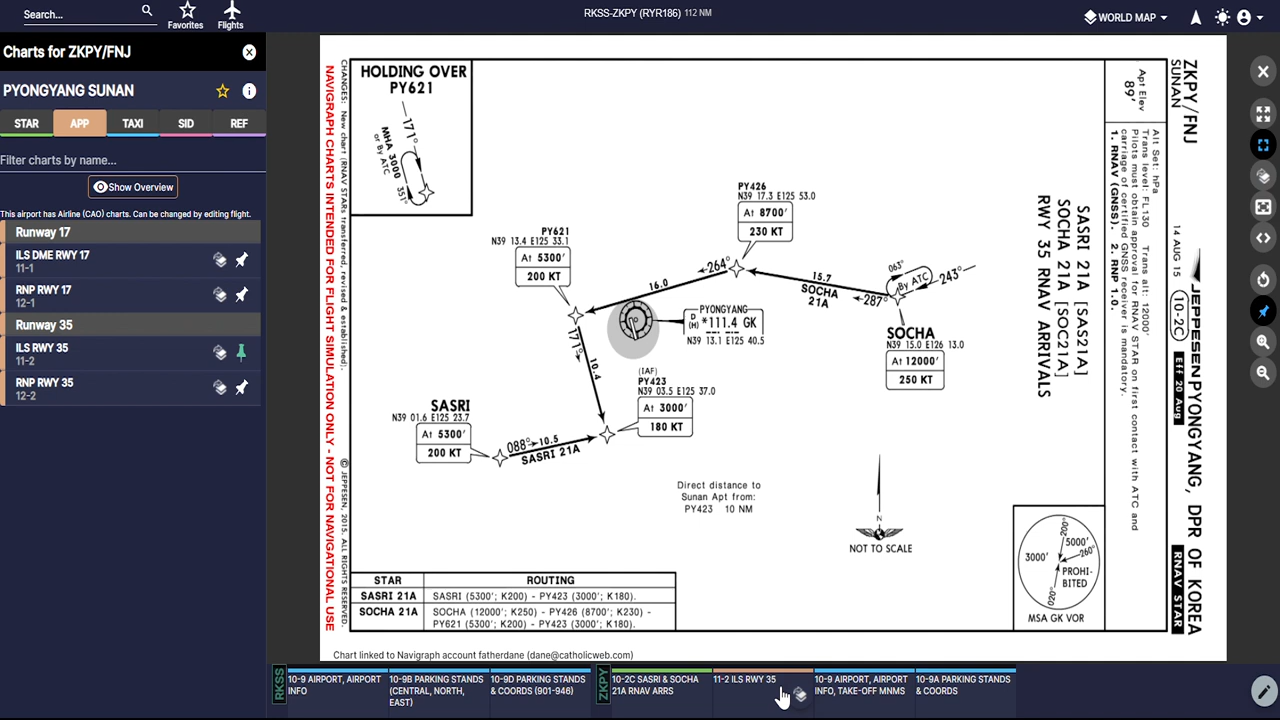 Search...
Favorites
Flights
RKSS-ZKPY (RYR186) 112 NM
WORLD MAP
Charts for ZKPY/FNJ
PYONGYANG SUNAN
STAR
APP
TAXI
SID
REF
Filter charts by name...
Show Overview
This airport has Airline (CAO) charts. Can be changed by editing flight.
Runway 17
ILS DME RWY 17
11-1
RNP RWY 17
12-1
Runway 35
ILS RWY 35
11-2
RNP RWY 35
12-2
NAVIGRAPH CHARTS INTENDED FOR FLIGHT SIMULATION ONLY - NOT FOR NAVIGATIONAL USE
CHANGES: New chart (RNAV STARs transferred, revised & established).
© JEPPESEN, 2015. ALL RIGHTS RESERVED.
HOLDING OVER
PY621
171°
MHA 3000
or By ATC
351°
PY426
N39 17.3 E125 53.0
At 8700'
230 KT
PY621
N39 13.4 E125 33.1
At 5300'
200 KT
264°
16.0
15.7
SOCHA
21A
287°
063°
By ATC
243°
PYONGYANG
D
(H)
*111.4 GK
N39 13.1 E125 40.5
SOCHA
N39 15.0 E126 13.0
At 12000'
250 KT
171°
10.4
(IAF)
PY423
N39 03.5 E125 37.0
At 3000'
180 KT
SASRI
N39 01.6 E125 23.7
At 5300'
200 KT
088°
10.5
SASRI 21A
Direct distance to
Sunan Apt from:
PY423 10 NM
N
NOT TO SCALE
STAR ROUTING
SASRI 21A SASRI (5300'; K200) - PY423 (3000'; K180).
SOCHA 21A SOCHA (12000'; K250) - PY426 (8700'; K230) -
PY621 (5300'; K200) - PY423 (3000'; K180).
3000'
5000'
202°
260°
020°
PROHI-
BITED
MSA GK VOR
ZKPY/FNJ
SUNAN
14 AUG 15
JEPPESEN
10-2C
Eff 20 Aug
PYONGYANG, DPR OF KOREA
RNAV STAR
Apt Elev
89'
Alt Set: hPa
Trans level: FL130 Trans alt: 12000'
Pilots must obtain approval for RNAV STAR on first contact with ATC and
carriage of certified GNSS receiver is mandatory.
1. RNAV (GNSS). 2. RNP 1.0.
SASRI 21A [SAS21A]
SOCHA 21A [SOC21A]
RWY 35 RNAV ARRIVALS
Chart linked to Navigraph account fatherdane (dane@catholicweb.com)
RKSS
10-9 AIRPORT, AIRPORT
INFO
10-9B PARKING STANDS
(CENTRAL, NORTH,
EAST)
10-9D PARKING STANDS
& COORDS (901-946)
ZKPY
10-2C SASRI & SOCHA
21A RNAV ARRS
11-2 ILS RWY 35
10-9 AIRPORT, AIRPORT
INFO, TAKE-OFF MNMS
10-9A PARKING STANDS
& COORDS